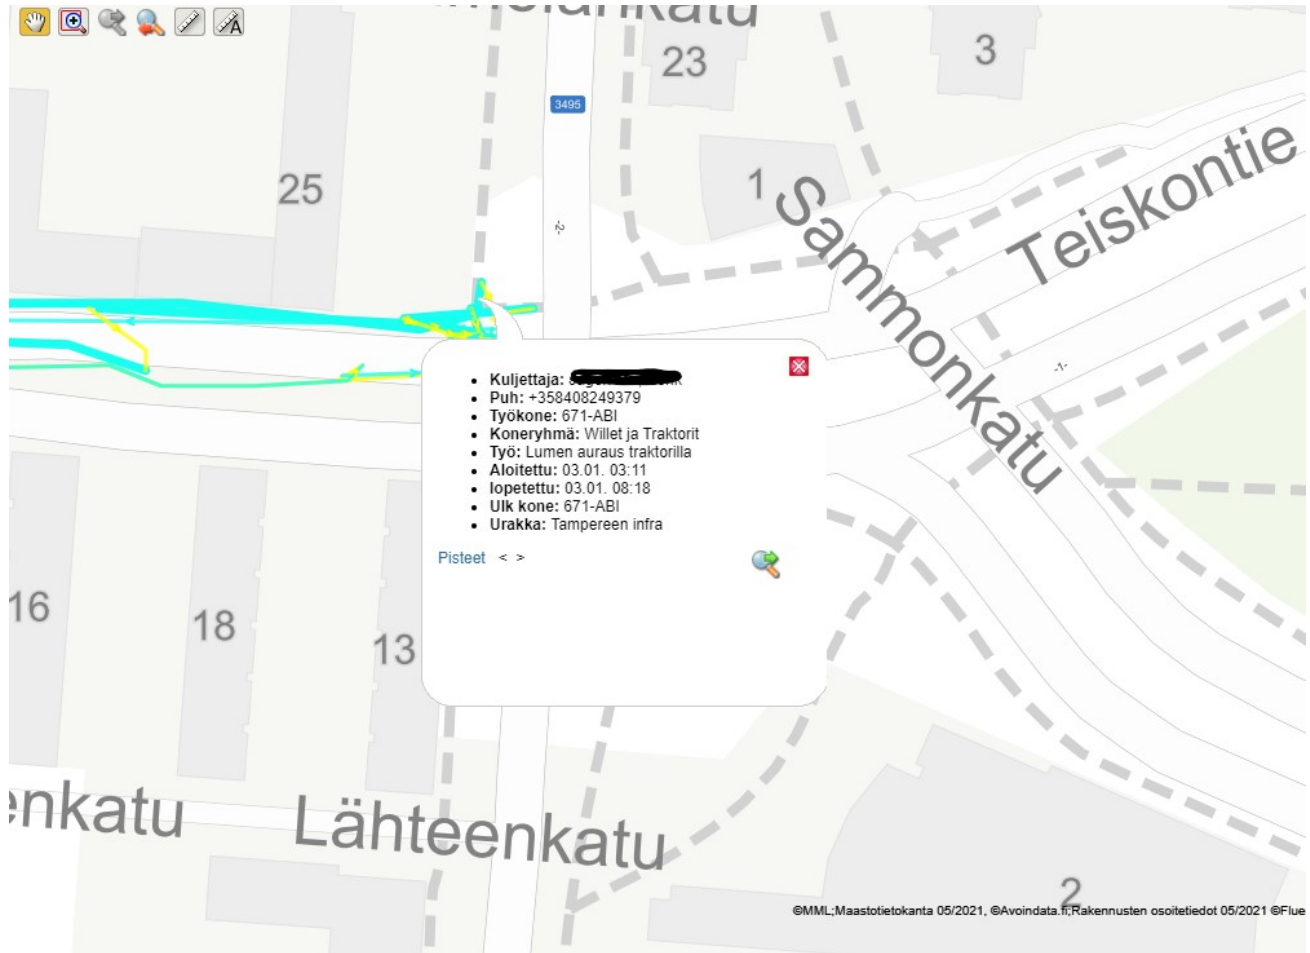 23
3
3495
25
1
Sammonkatu
Teiskontie
-2-
-1-
Kuljettaja:
Puh: +358408249379
Työkone: 671-ABI
Koneryhmä: Willet ja Traktorit
Työ: Lumen auraus traktorilla
Aloitettu: 03.01. 03:11
lopetettu: 03.01. 08:18
Ulk kone: 671-ABI
Urakka: Tampereen infra
Pisteet < >
16
18
13
enkatu
Lähteenkatu
2
©MML;Maastotietokanta 05/2021, ©Avoindata.fi;Rakennusten osoitetiedot 05/2021 ©Flue